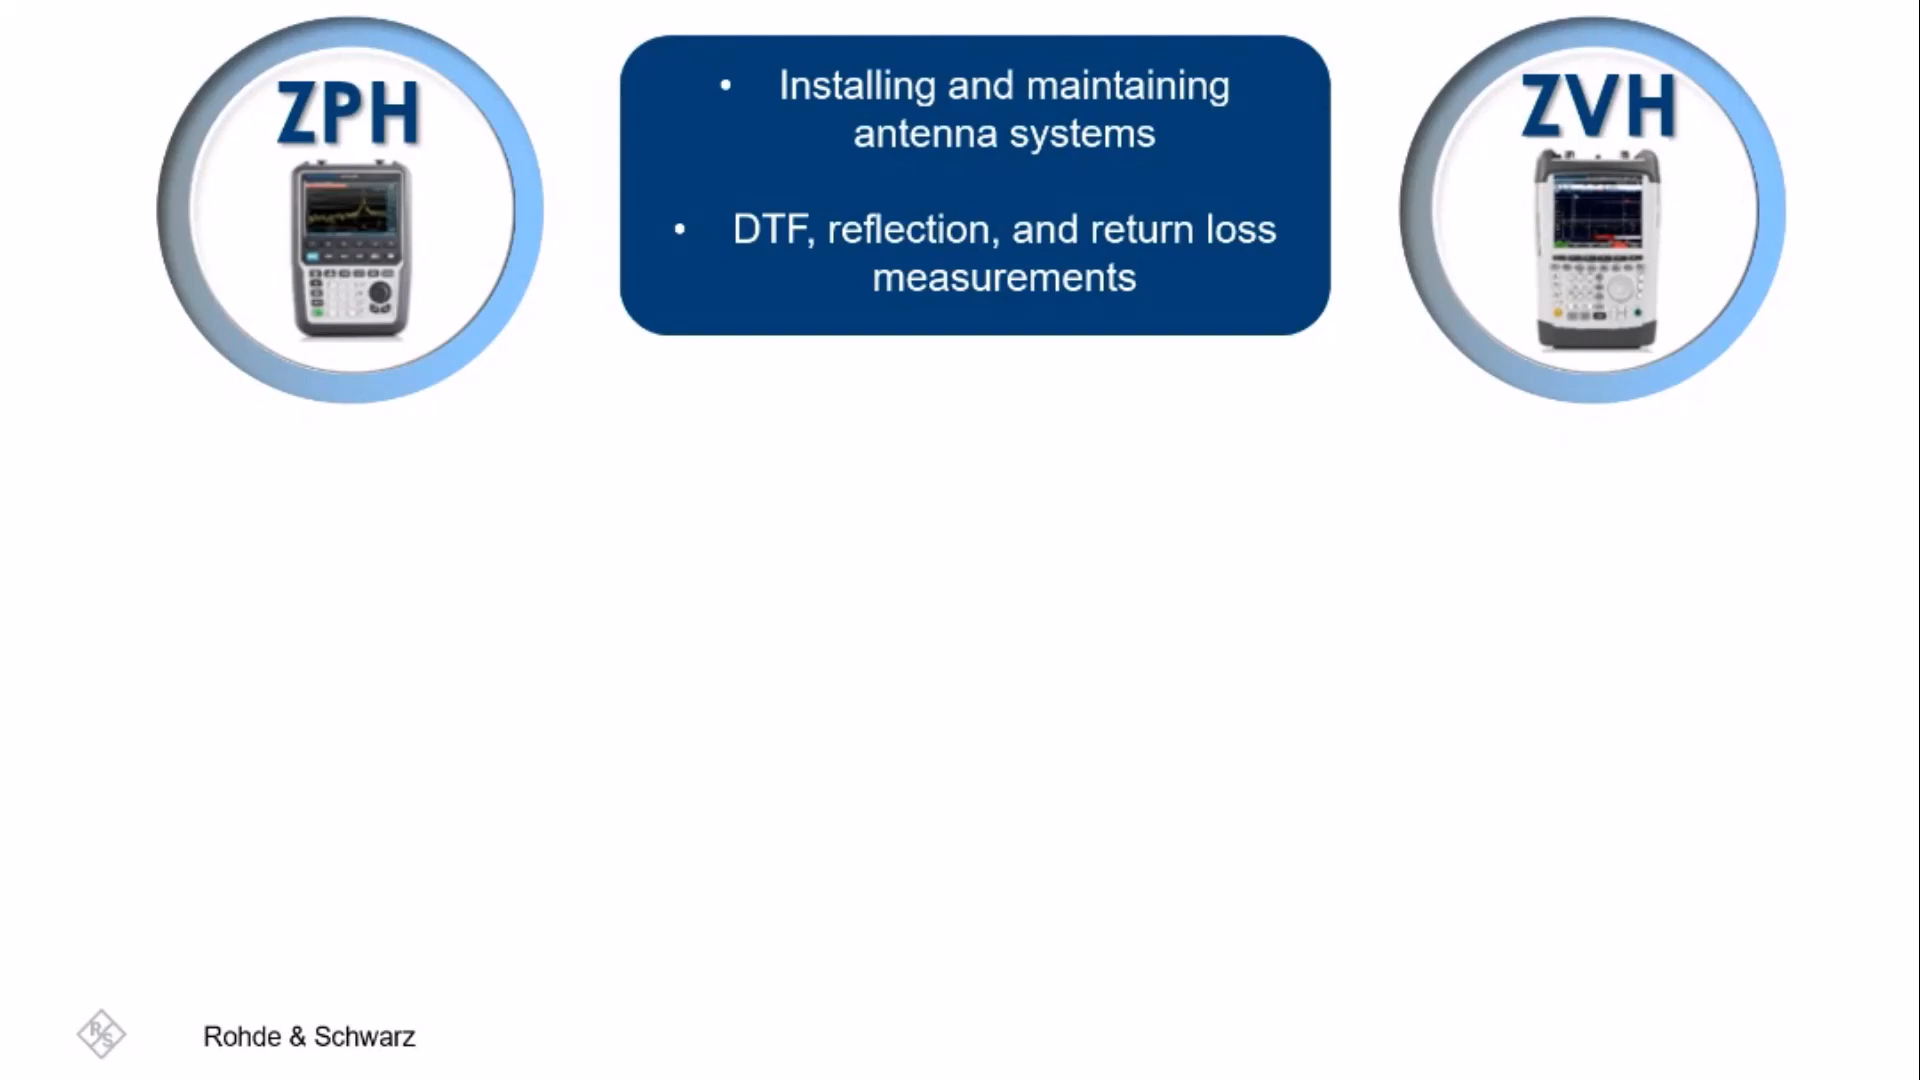 ZPH
• Installing and maintaining
antenna systems
• DTF, reflection, and return loss
measurements
ZVH
R S
Rohde & Schwarz